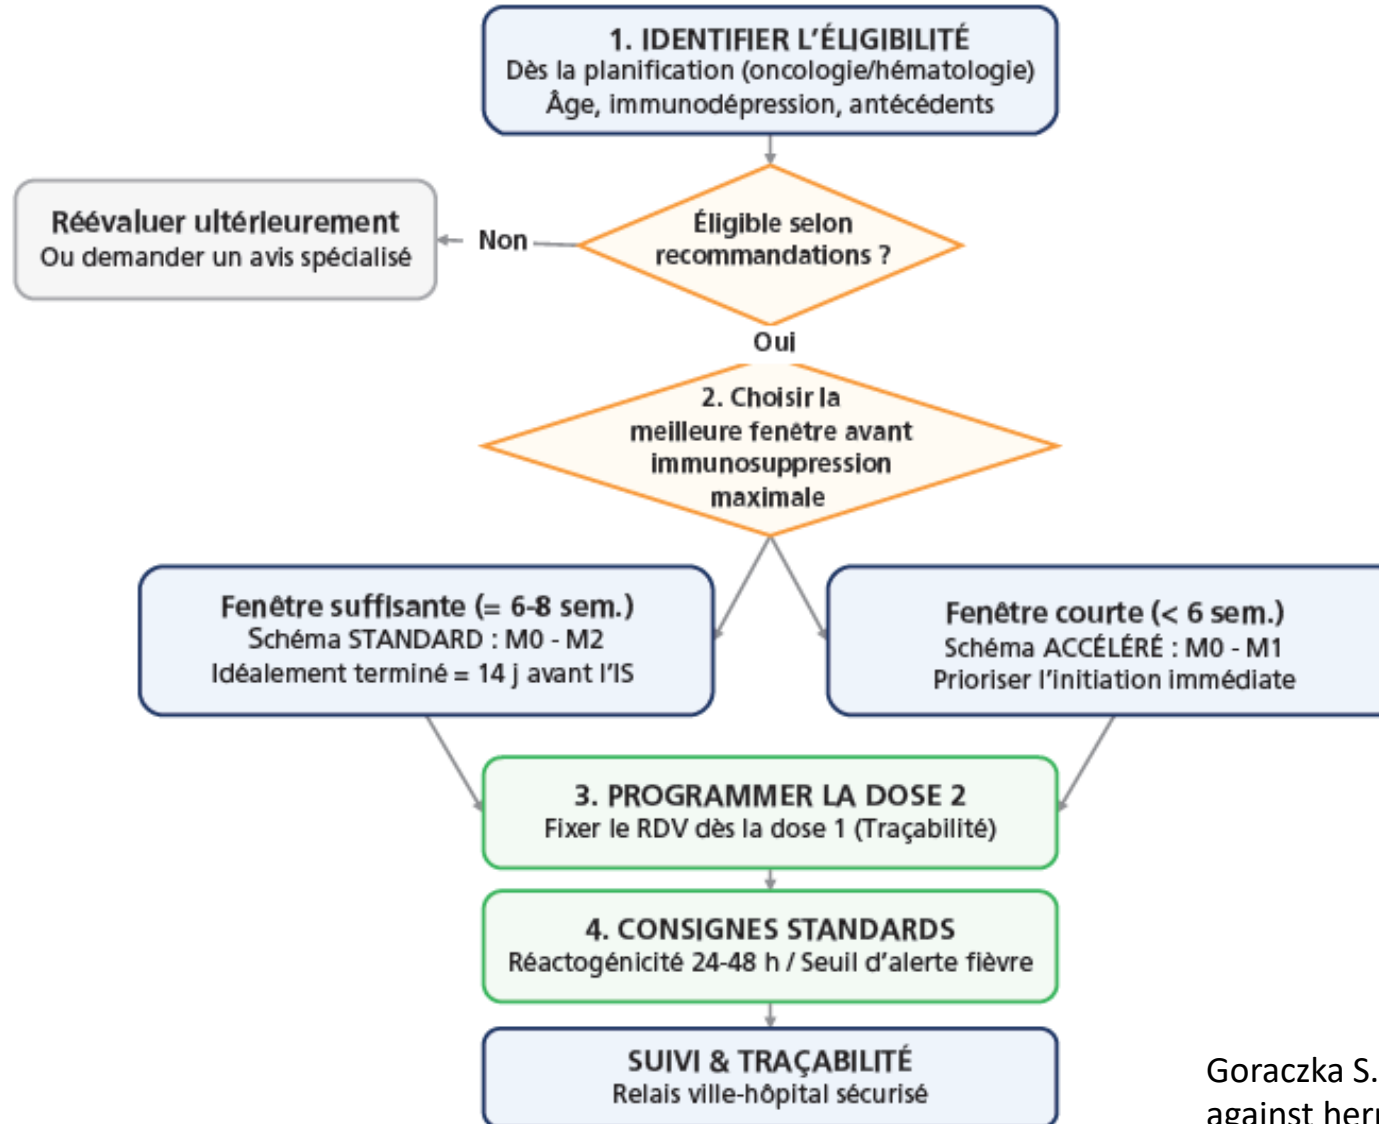 1. IDENTIFIER L’ÉLIGIBILITÉ
Dès la planification (oncologie/hématologie)
Âge, immunodépression, antécédents
Éligible selon
recommandations ?
Non
Réévaluer ultérieurement
Ou demander un avis spécialisé
Oui
2. Choisir la
meilleure fenêtre avant
immunosuppression
maximale
Fenêtre suffisante (= 6-8 sem.)
Schéma STANDARD : M0 - M2
Idéalement terminé = 14 j avant l’IS
Fenêtre courte (< 6 sem.)
Schéma ACCÉLÉRÉ : M0 - M1
Prioriser l’initiation immédiate
3. PROGRAMMER LA DOSE 2
Fixer le RDV dès la dose 1 (Traçabilité)
4. CONSIGNES STANDARDS
Réactogénicité 24-48 h / Seuil d’alerte fièvre
SUIVI & TRAÇABILITÉ
Relais ville-hôpital sécurisé
Goraczka S.
against